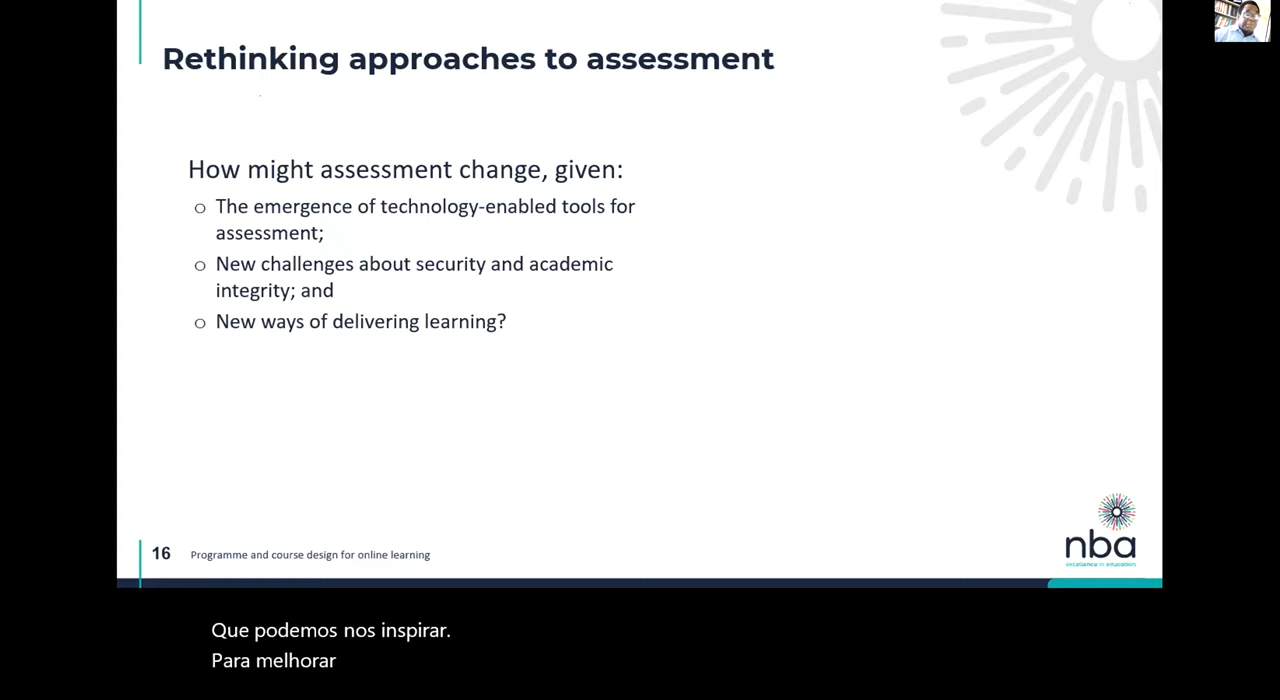 Rethinking approaches to assessment
How might assessment change, given:
o The emergence of technology-enabled tools for
assessment;
o New challenges about security and academic
integrity; and
o New ways of delivering learning?
16 Programme and course design for online learning
nba
excellence in education
Que podemos nos inspirar.
Para melhorar